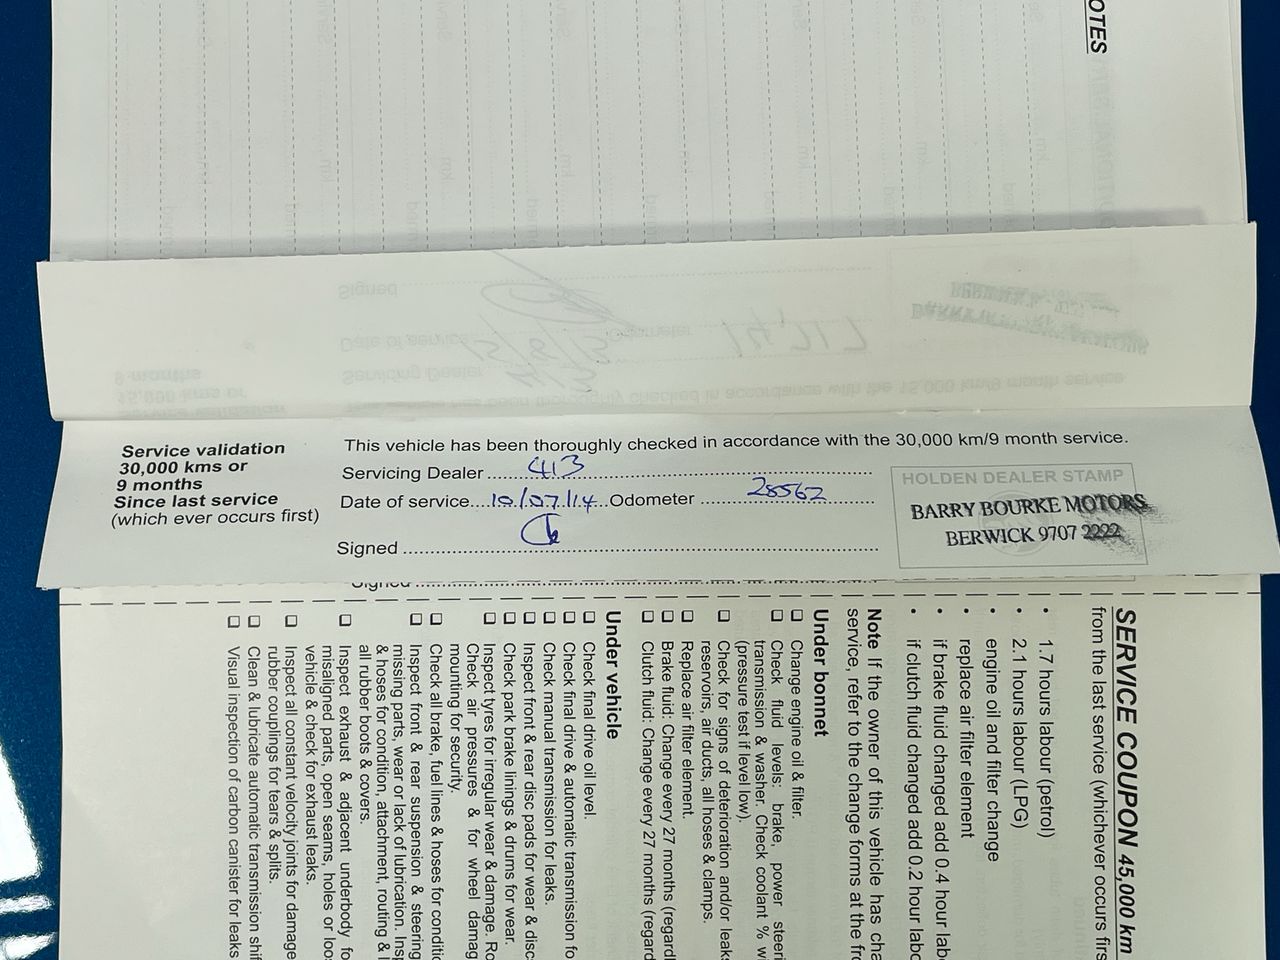 OTES
Service validation
30,000 kms or
9 months
Since last service
(which ever occurs first)
This vehicle has been thoroughly checked in accordance with the 30,000 km/9 month service.
Servicing Dealer 413
Date of service 10/07/14 Odometer 28562
Signed
HOLDEN DEALER STAMP
BARRY BOURKE MOTORS
BERWICK 9707 2222
Signed
SERVICE COUPON 45,000 km
from the last service (whichever occurs firs
• 1.7 hours labour (petrol)
• 2.1 hours labour (LPG)
• engine oil and filter change
• replace air filter element
• if brake fluid changed add 0.4 hour lab
• if clutch fluid changed add 0.2 hour lab
Note If the owner of this vehicle has cha
service, refer to the change forms at the fr
Under bonnet
❑ Change engine oil & filter.
❑ Check fluid levels: brake, power steeri
transmission & washer. Check coolant % w
(pressure test if level low).
❑ Check for signs of deterioration and/or leak
reservoirs, air ducts, all hoses & clamps.
❑ Replace air filter element.
❑ Brake fluid: Change every 27 months (regardl
❑ Clutch fluid: Change every 27 months (regard
Under vehicle
❑ Check final drive oil level.
❑ Check final drive & automatic transmission fo
❑ Check manual transmission for leaks.
❑ Inspect front & rear disc pads for wear & disc
❑ Check park brake linings & drums for wear.
❑ Inspect tyres for irregular wear & damage. Ro
Check air pressures & for wheel damag
mounting for security.
❑ Check all brake, fuel lines & hoses for conditi
❑ Inspect front & rear suspension & steering
missing parts, wear or lack of lubrication. Insp
& hoses for condition, attachment, routing & l
all rubber boots & covers.
❑ Inspect exhaust & adjacent underbody fo
misaligned parts, open seams, holes or loo
vehicle & check for exhaust leaks.
❑ Inspect all constant velocity joints for damage
rubber couplings for tears & splits.
❑ Clean & lubricate automatic transmission shif
❑ Visual inspection of carbon canister for leaks